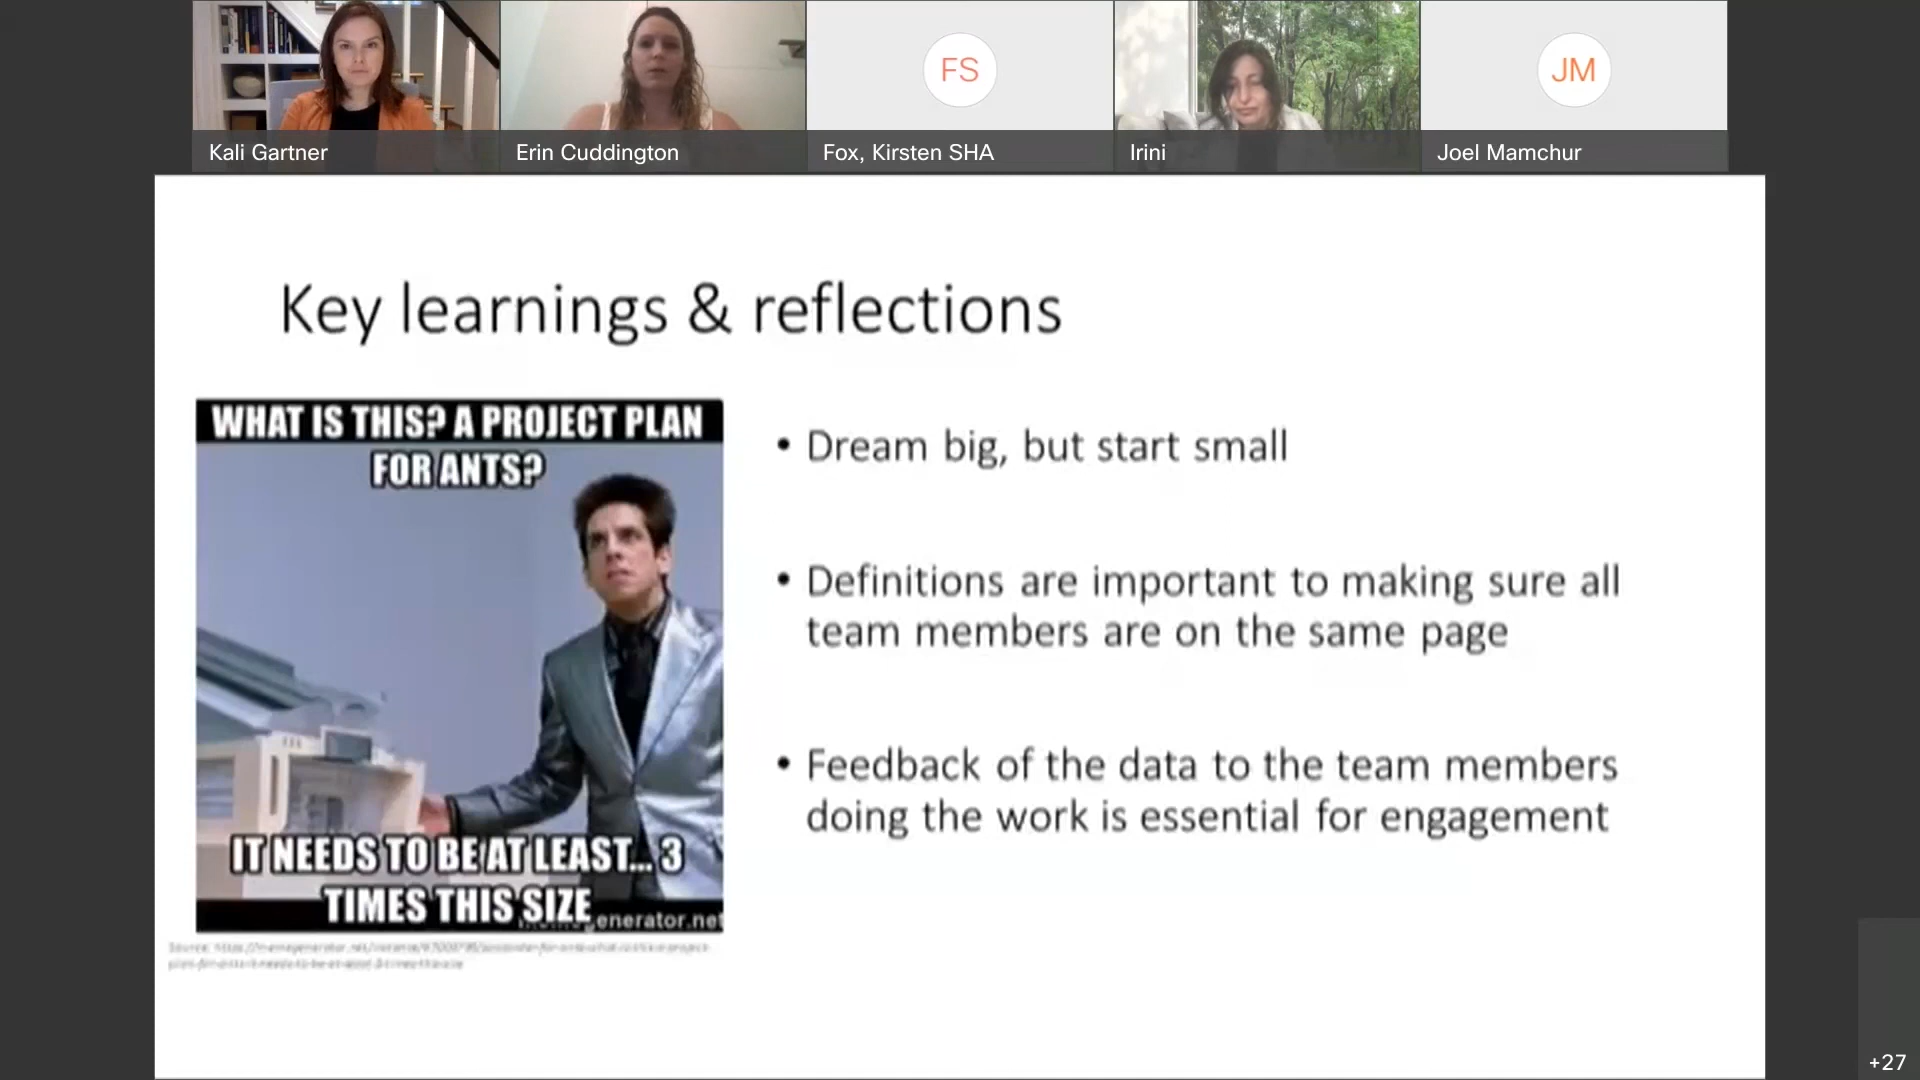 Kali Gartner
Erin Cuddington
FS
Fox, Kirsten SHA
Irini
JM
Joel Mamchur
Key learnings & reflections
WHAT IS THIS? A PROJECT PLAN
FOR ANTS?
IT NEEDS TO BE AT LEAST... 3
TIMES THIS SIZE
enerator.net
• Dream big, but start small
• Definitions are important to making sure all
team members are on the same page
• Feedback of the data to the team members
doing the work is essential for engagement
+27